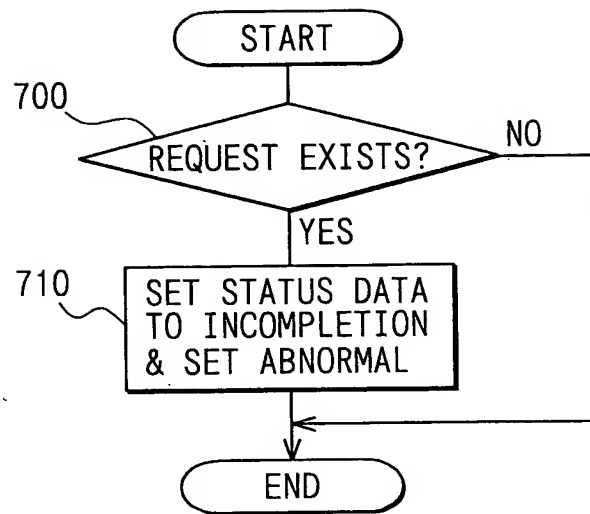 START
700
REQUEST EXISTS?
NO
YES
710
SET STATUS DATA
TO INCOMPLETION
& SET ABNORMAL
END